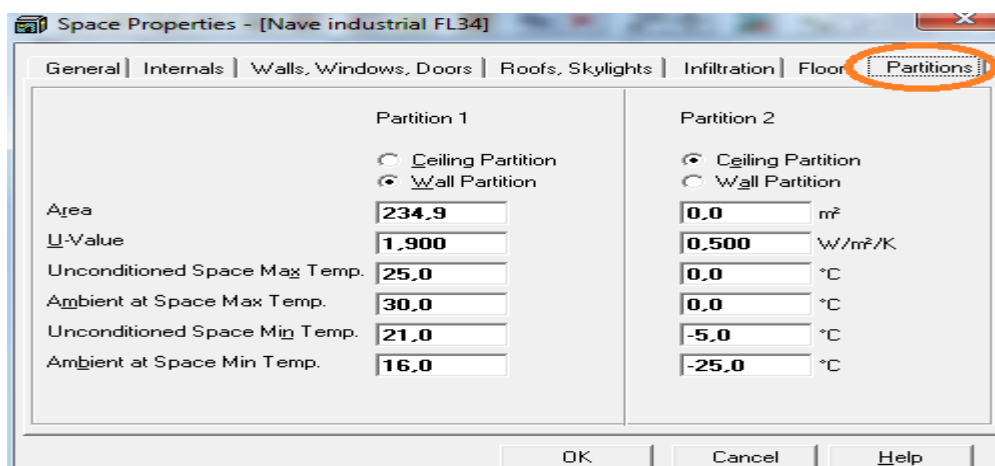 Space Properties - [Nave industrial FL34]
General Internals Walls, Windows, Doors Roofs, Skylights Infiltration Floor Partitions
Partition 1 Partition 2
Ceiling Partition Ceiling Partition
Wall Partition Wall Partition
Area 234,9 0,0 m²
U-Value 1,900 0,500 W/m²/K
Unconditioned Space Max Temp. 25,0 0,0 °C
Ambient at Space Max Temp. 30,0 0,0 °C
Unconditioned Space Min Temp. 21,0 -5,0 °C
Ambient at Space Min Temp. 16,0 -25,0 °C
OK Cancel Help